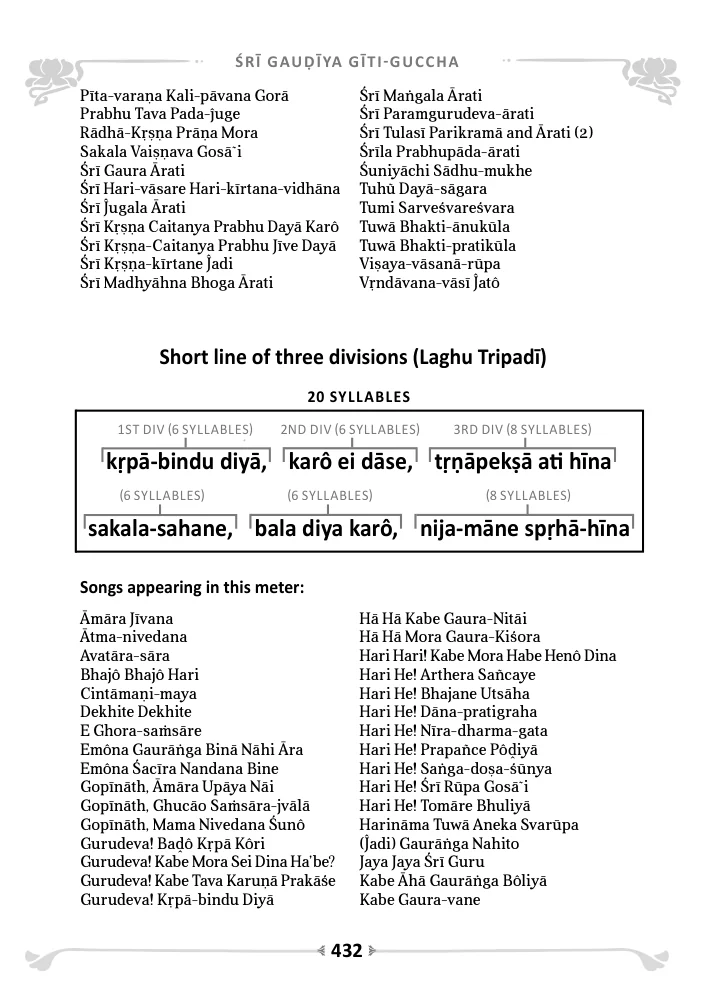 ŚRĪ GAUḌĪYA GĪTI-GUCCHA
Pīta-varaṇa Kali-pāvana Gorā
Prabhu Tava Pada-ĵuge
Rādhā-Kṛṣṇa Prāṇa Mora
Sakala Vaiṣṇava Gosā̃i
Śrī Gaura Ārati
Śrī Hari-vāsare Hari-kīrtana-vidhāna
Śrī Ĵugala Ārati
Śrī Kṛṣṇa Caitanya Prabhu Dayā Karô
Śrī Kṛṣṇa-Caitanya Prabhu Jīve Dayā
Śrī Kṛṣṇa-kīrtane Ĵadi
Śrī Madhyāhna Bhoga Ārati
Śrī Maṅgala Ārati
Śrī Paramgurudeva-ārati
Śrī Tulasī Parikramā and Ārati (2)
Śrīla Prabhupāda-ārati
Śuniyāchi Sādhu-mukhe
Tuhũ Dayā-sāgara
Tumi Sarveśvareśvara
Tuwā Bhakti-ānukūla
Tuwā Bhakti-pratikūla
Viṣaya-vāsanā-rūpa
Vṛndāvana-vāsī Ĵatô
Short line of three divisions (Laghu Tripadī)
20 SYLLABLES
1ST DIV (6 SYLLABLES) 2ND DIV (6 SYLLABLES) 3RD DIV (8 SYLLABLES)
kṛpā-bindu diyā, karô ei dāse, tṛṇāpekṣā ati hīna
(6 SYLLABLES) (6 SYLLABLES) (8 SYLLABLES)
sakala-sahane, bala diya karô, nija-māne spṛhā-hīna
Songs appearing in this meter:
Āmāra Jīvana
Ātma-nivedana
Avatāra-sāra
Bhajô Bhajô Hari
Cintāmaṇi-maya
Dekhite Dekhite
E Ghora-saṁsāre
Emôna Gaurāṅga Binā Nāhi Āra
Emôna Śacīra Nandana Bine
Gopīnāth, Āmāra Upāya Nāi
Gopīnāth, Ghucāo Saṁsāra-jvālā
Gopīnāth, Mama Nivedana Śunô
Gurudeva! Baḓô Kṛpā Kôri
Gurudeva! Kabe Mora Sei Dina Ha'be?
Gurudeva! Kabe Tava Karuṇā Prakāśe
Gurudeva! Kṛpā-bindu Diyā
Hā Hā Kabe Gaura-Nitāi
Hā Hā Mora Gaura-Kiśora
Hari Hari! Kabe Mora Habe Henô Dina
Hari He! Arthera Sañcaye
Hari He! Bhajane Utsāha
Hari He! Dāna-pratigraha
Hari He! Nīra-dharma-gata
Hari He! Prapañce Pôḓiyā
Hari He! Saṅga-doṣa-śūnya
Hari He! Śrī Rūpa Gosā̃i
Hari He! Tomāre Bhuliyā
Harināma Tuwā Aneka Svarūpa
(Ĵadi) Gaurāṅga Nahito
Jaya Jaya Śrī Guru
Kabe Āhā Gaurāṅga Bôliyā
Kabe Gaura-vane
432